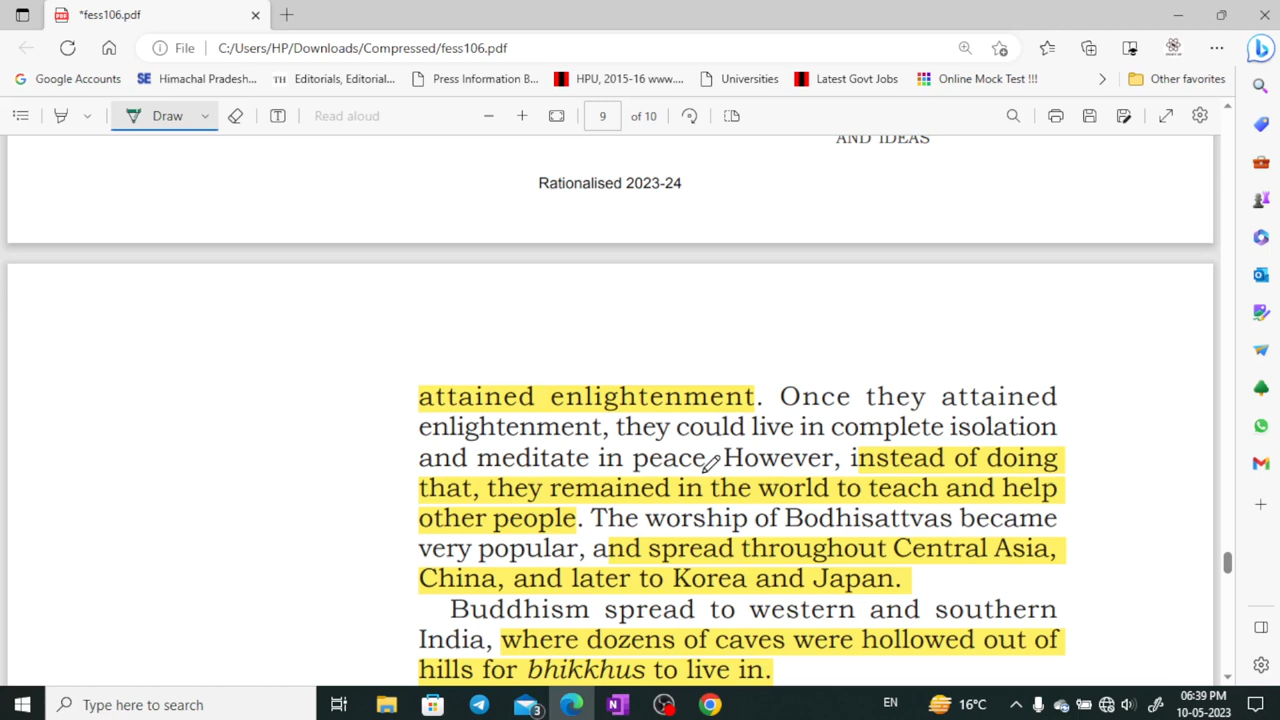 *fess106.pdf
File C:/Users/HP/Downloads/Compressed/fess106.pdf
Google Accounts SE Himachal Pradesh... TH Editorials, Editorial... Press Information B... HPU, 2015-16 www.... Universities Latest Govt Jobs Online Mock Test !!! Other favorites
Draw Read aloud 9 of 10
AND IDEAS
Rationalised 2023-24
attained enlightenment. Once they attained
enlightenment, they could live in complete isolation
and meditate in peace. However, instead of doing
that, they remained in the world to teach and help
other people. The worship of Bodhisattvas became
very popular, and spread throughout Central Asia,
China, and later to Korea and Japan.
Buddhism spread to western and southern
India, where dozens of caves were hollowed out of
hills for bhikkhus to live in.
Type here to search 3 EN 16°C 06:39 PM
10-05-2023